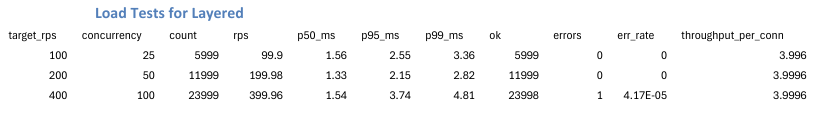 Load Tests for Layered
target_rps concurrency count rps p50_ms p95_ms p99_ms ok errors err_rate throughput_per_conn
100 25 5999 99.9 1.56 2.55 3.36 5999 0 0 3.996
200 50 11999 199.98 1.33 2.15 2.82 11999 0 0 3.9996
400 100 23999 399.96 1.54 3.74 4.81 23998 1 4.17E-05 3.9996